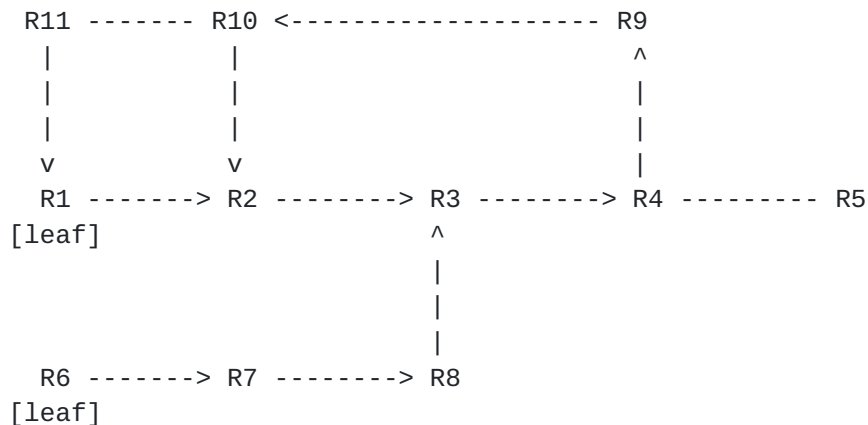 R11 ------- R10 <-------------------- R9
| | ^
| | |
| | |
| | |
v v |
R1 -------> R2 --------> R3 --------> R4 --------- R5
[leaf] ^
|
|
|
R6 -------> R7 --------> R8
[leaf]